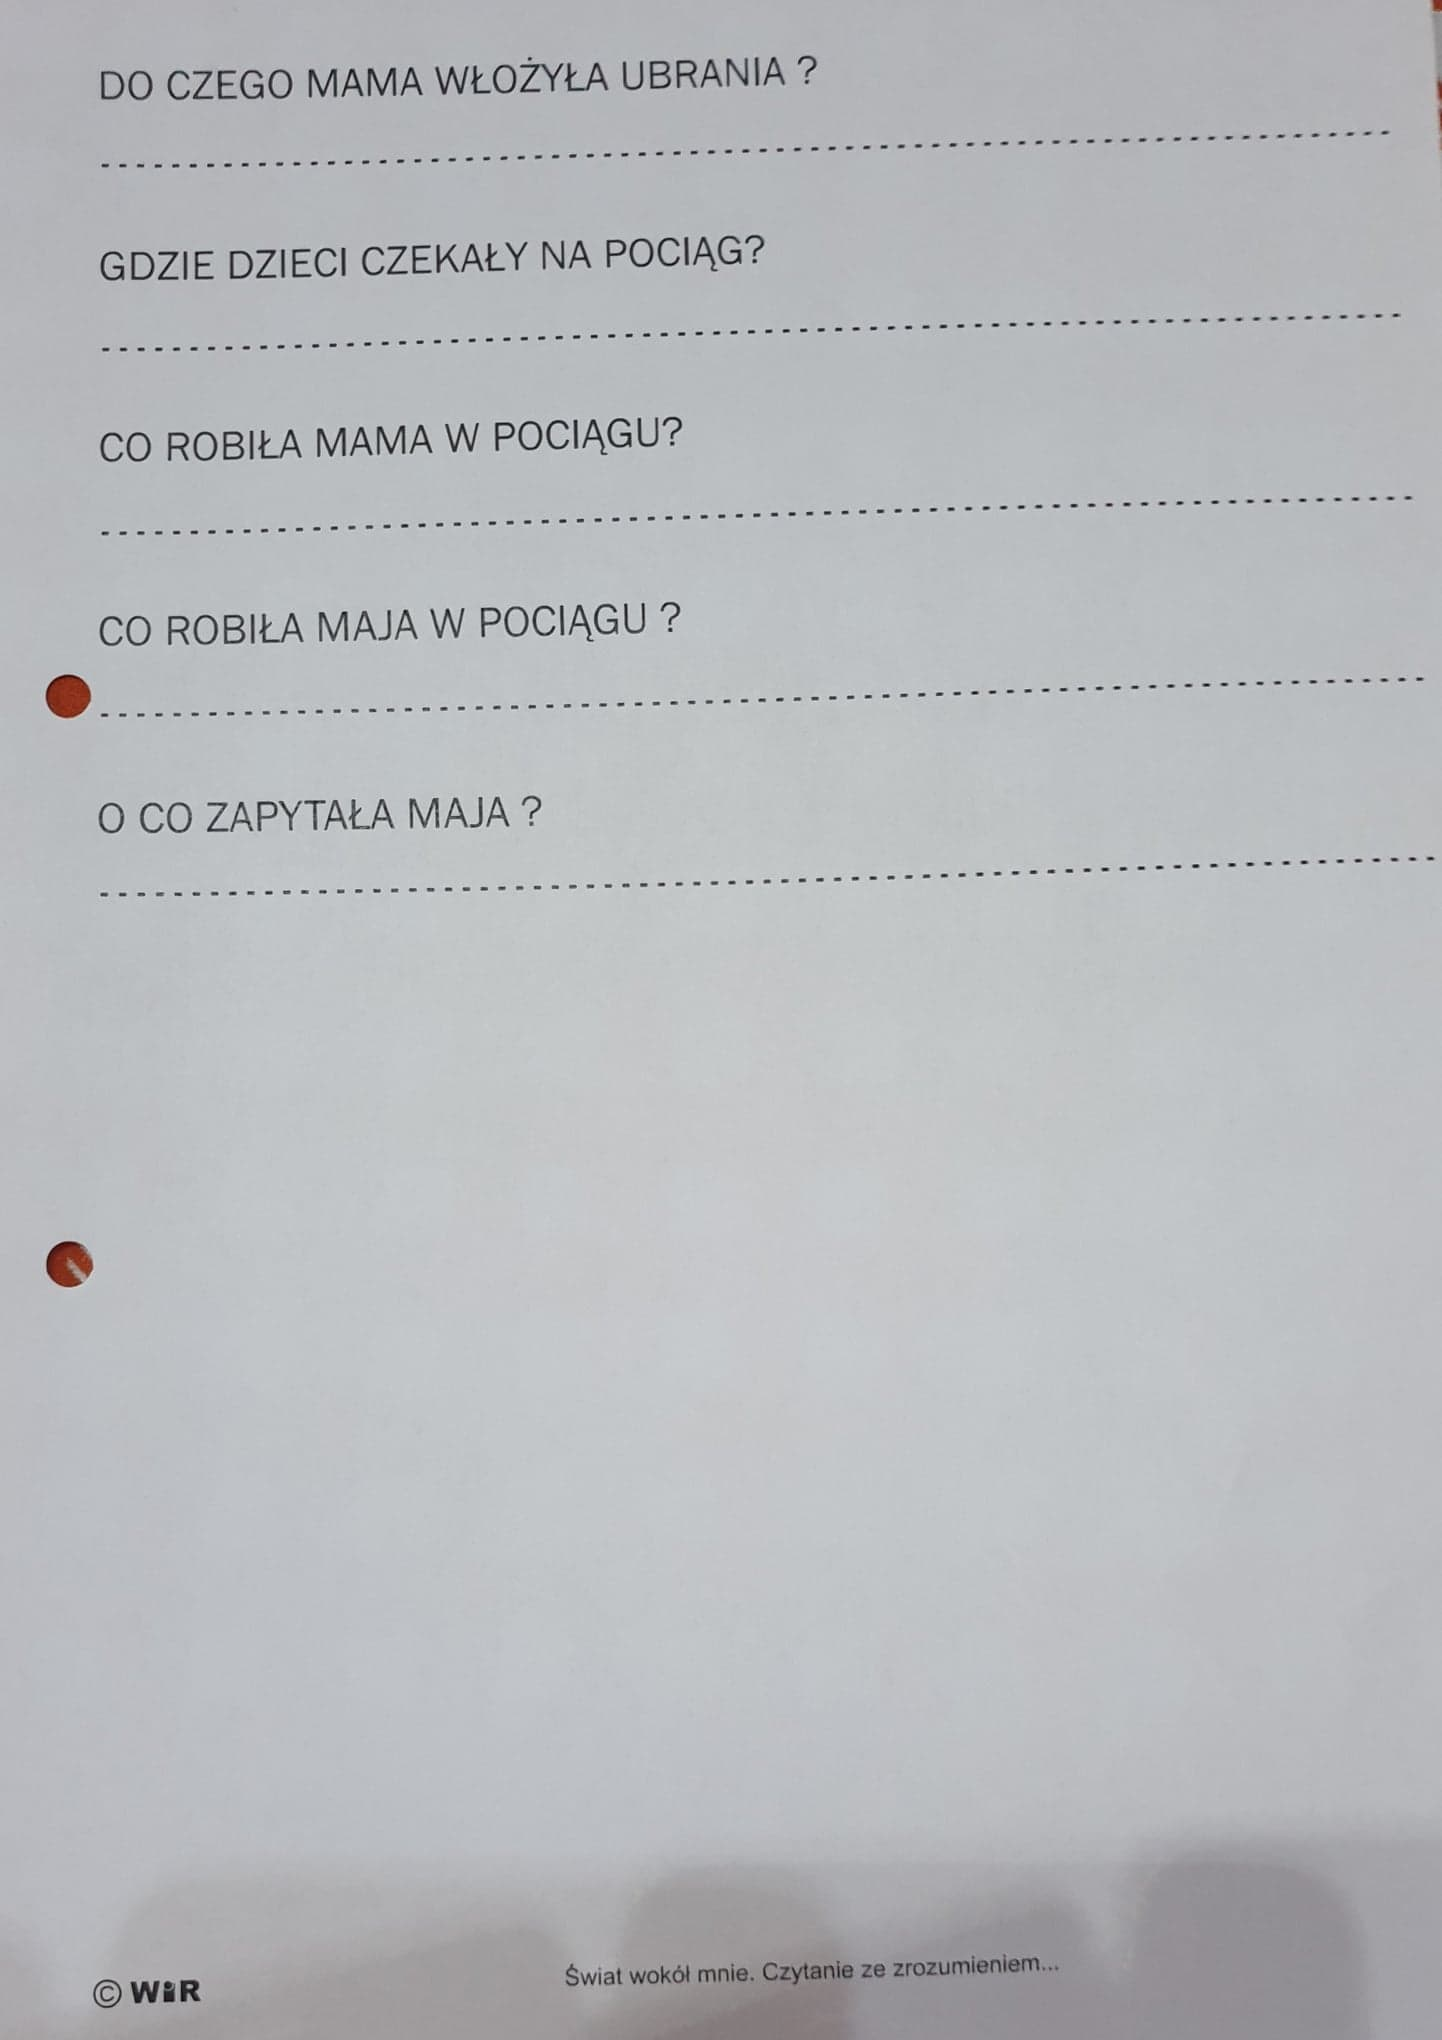 DO CZEGO MAMA WŁOŻYŁA UBRANIA ?
GDZIE DZIECI CZEKAŁY NA POCIĄG?
CO ROBIŁA MAMA W POCIĄGU?
CO ROBIŁA MAJA W POCIĄGU ?
O CO ZAPYTAŁA MAJA ?
© WiR
Świat wokół mnie. Czytanie ze zrozumieniem...